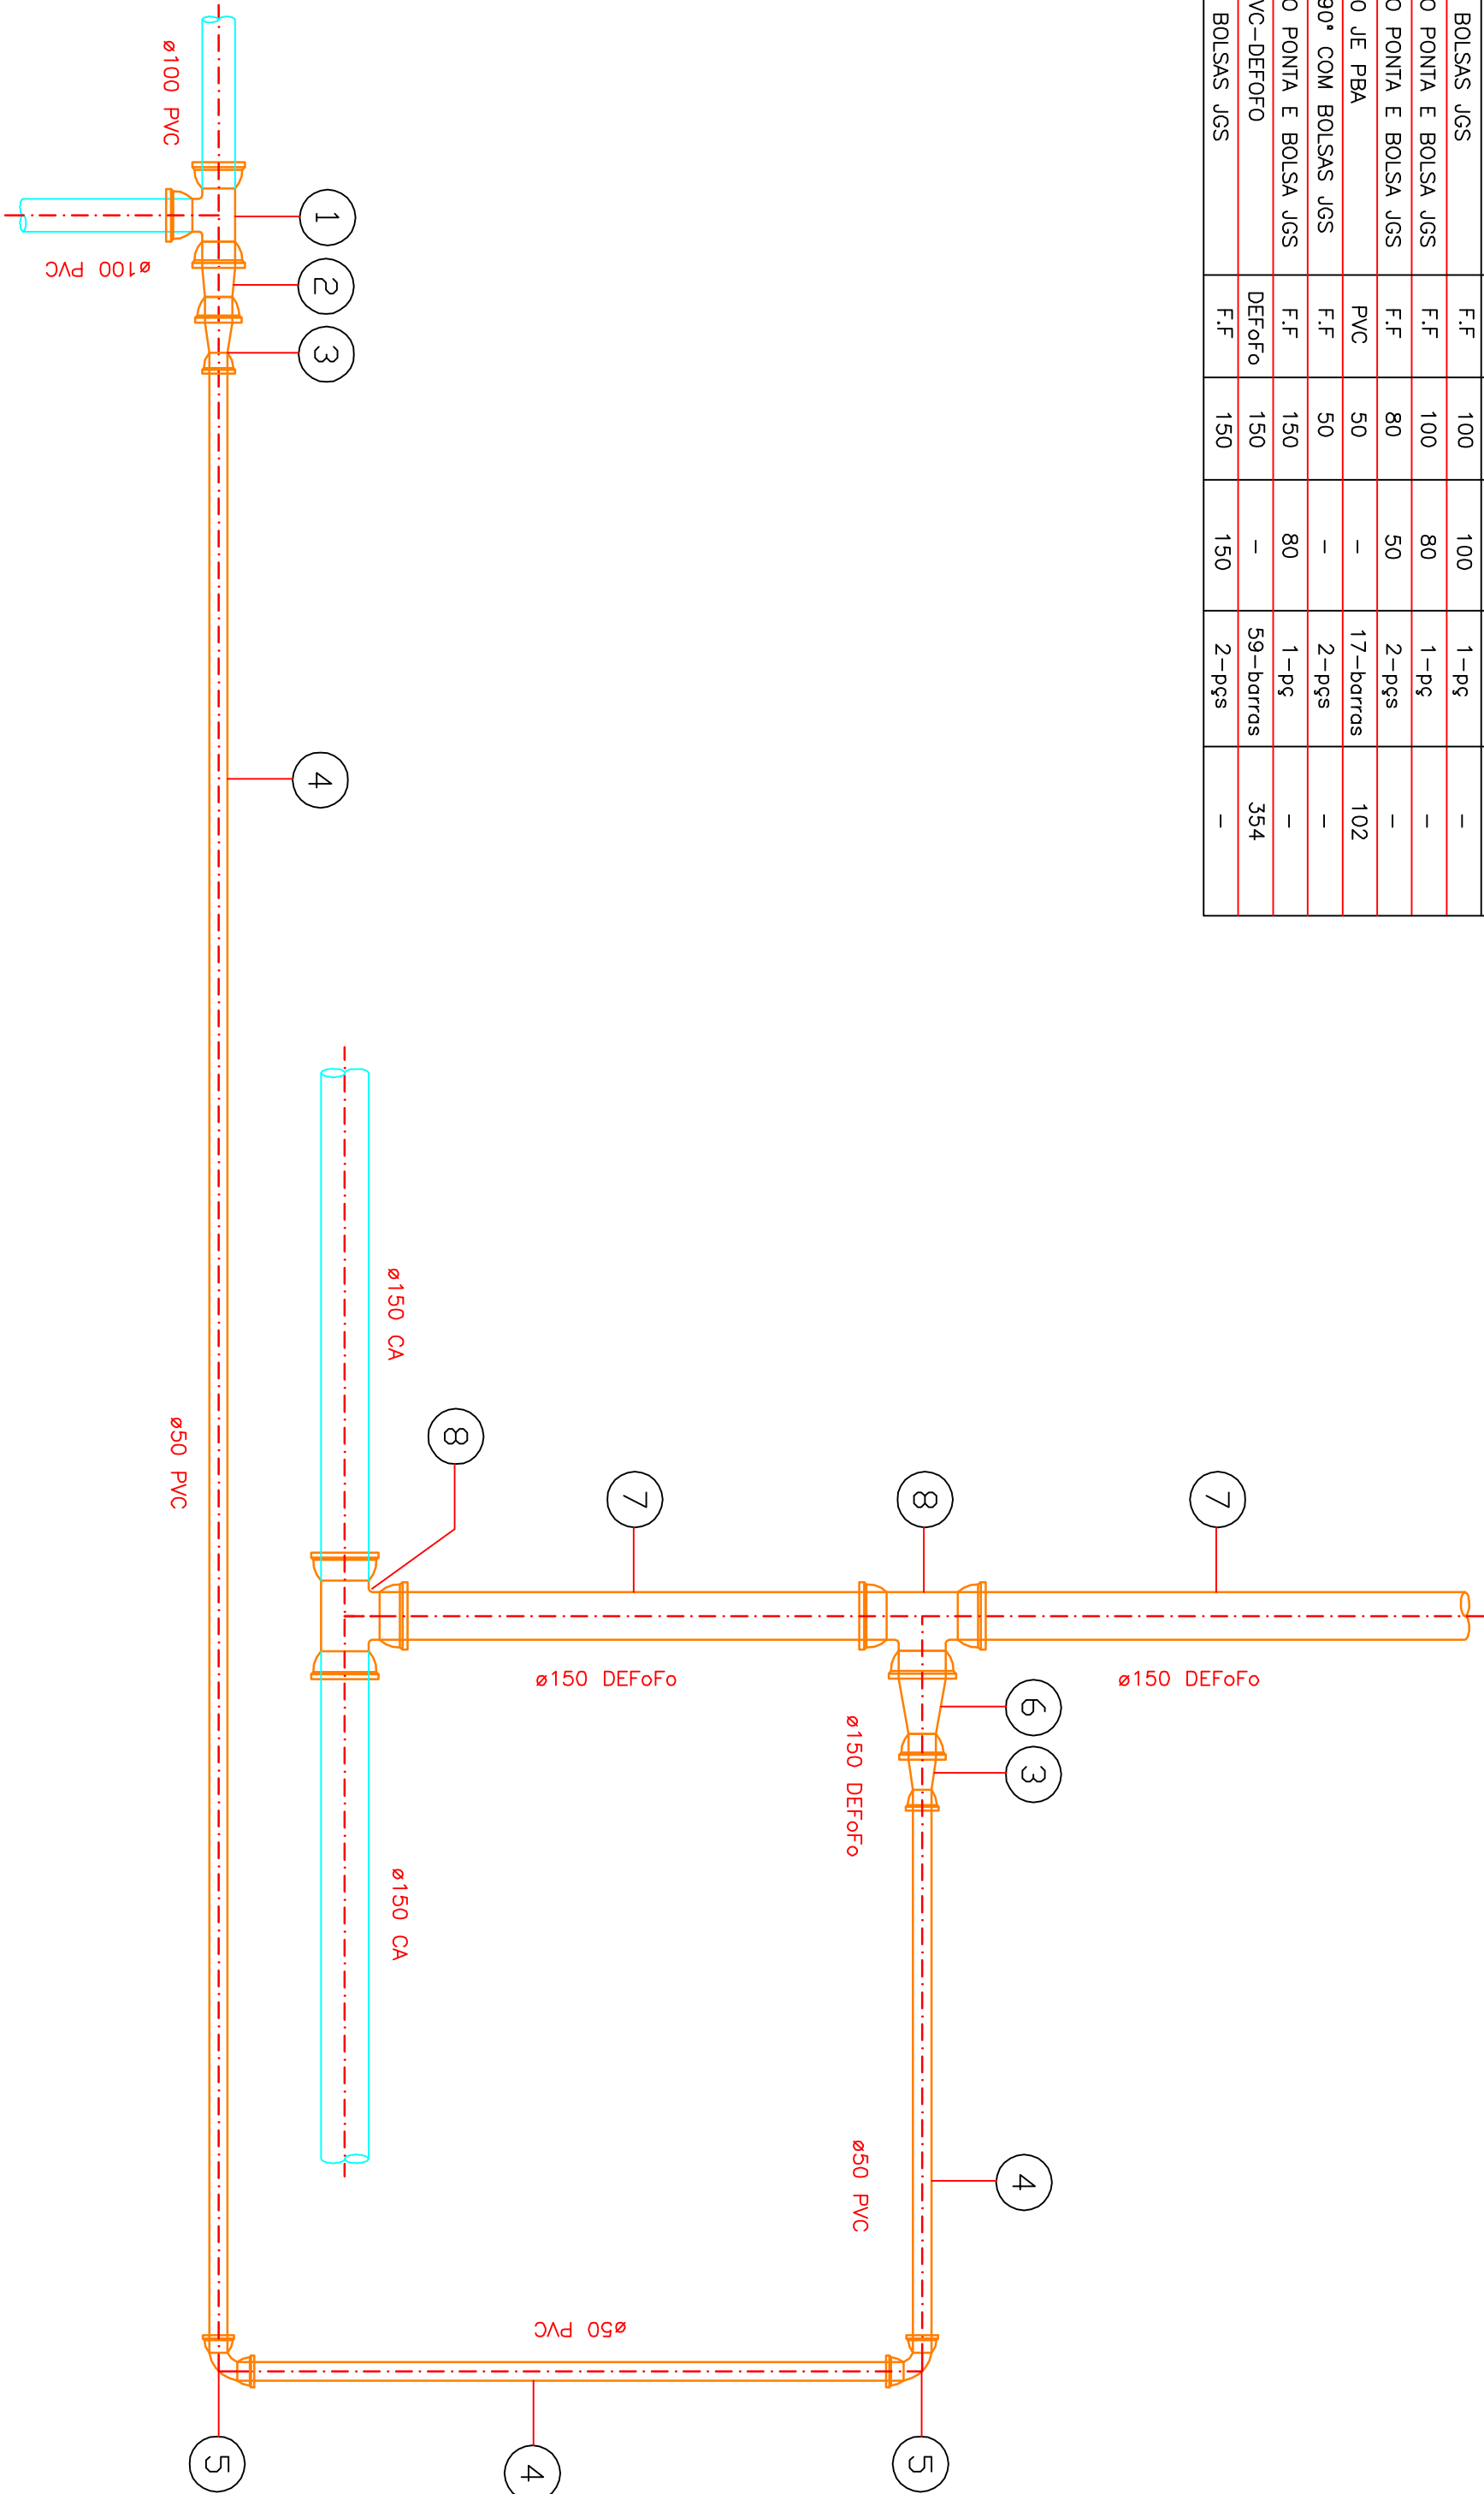 BOLSAS JGS F.F 100 100 1-pç -
O PONTA E BOLSA JGS F.F 100 80 1-pç -
O PONTA E BOLSA JGS F.F 80 50 2-pçs -
0 JE PBA PVC 50 - 17-barras 102
90° COM BOLSAS JGS F.F 50 - 2-pçs -
O PONTA E BOLSA JGS F.F 150 80 1-pç -
VC-DEFOFO DEFoFo 150 - 59-barras 354
BOLSAS JGS F.F 150 150 2-pçs -
7
ø150 DEFoFo
6
3
4
8
5
ø150 DEFoFo
ø50 PVC
7
ø150 DEFoFo
ø50 PVC
4
8
ø150 CA
ø150 CA
1
2
3
4
5
ø100 PVC
ø50 PVC
ø100 PVC